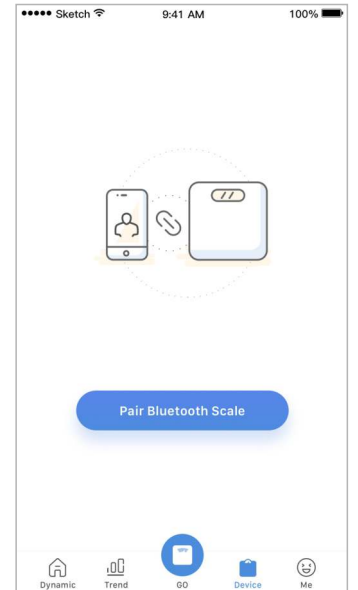 Sketch 9:41 AM 100%
Pair Bluetooth Scale
Dynamic Trend GO Device Me